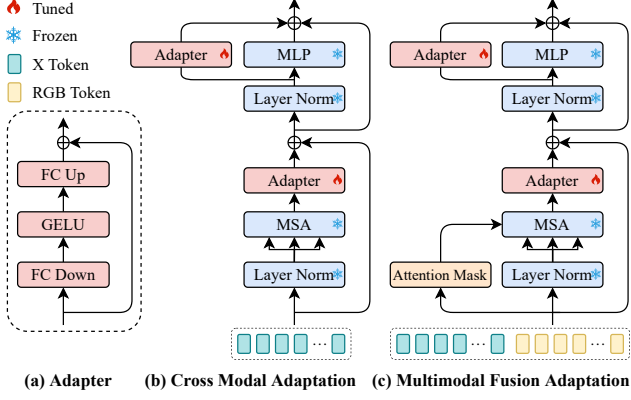 Tuned
Frozen
X Token
RGB Token
FC Up
GELU
FC Down
(a) Adapter
Adapter
MLP
Layer Norm
Adapter
MSA
Layer Norm
...
(b) Cross Modal Adaptation
Adapter
MLP
Layer Norm
Adapter
MSA
Attention Mask
Layer Norm
... ...
(c) Multimodal Fusion Adaptation